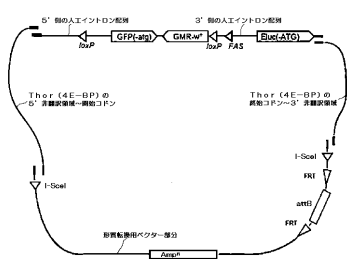 5' 側の人工イントロン配列
3' 側の人工イントロン配列
loxP
GFP(-atg)
GMR-w⁺
loxP
FAS
Eluc(-ATG)
Thor (4E-BP) の
5' 非翻訳領域~開始コドン
Thor (4E-BP) の
終始コドン~3' 非翻訳領域
I-SceI
FRT
attB
FRT
I-SceI
形質転換用ベクター部分
Ampᴿ